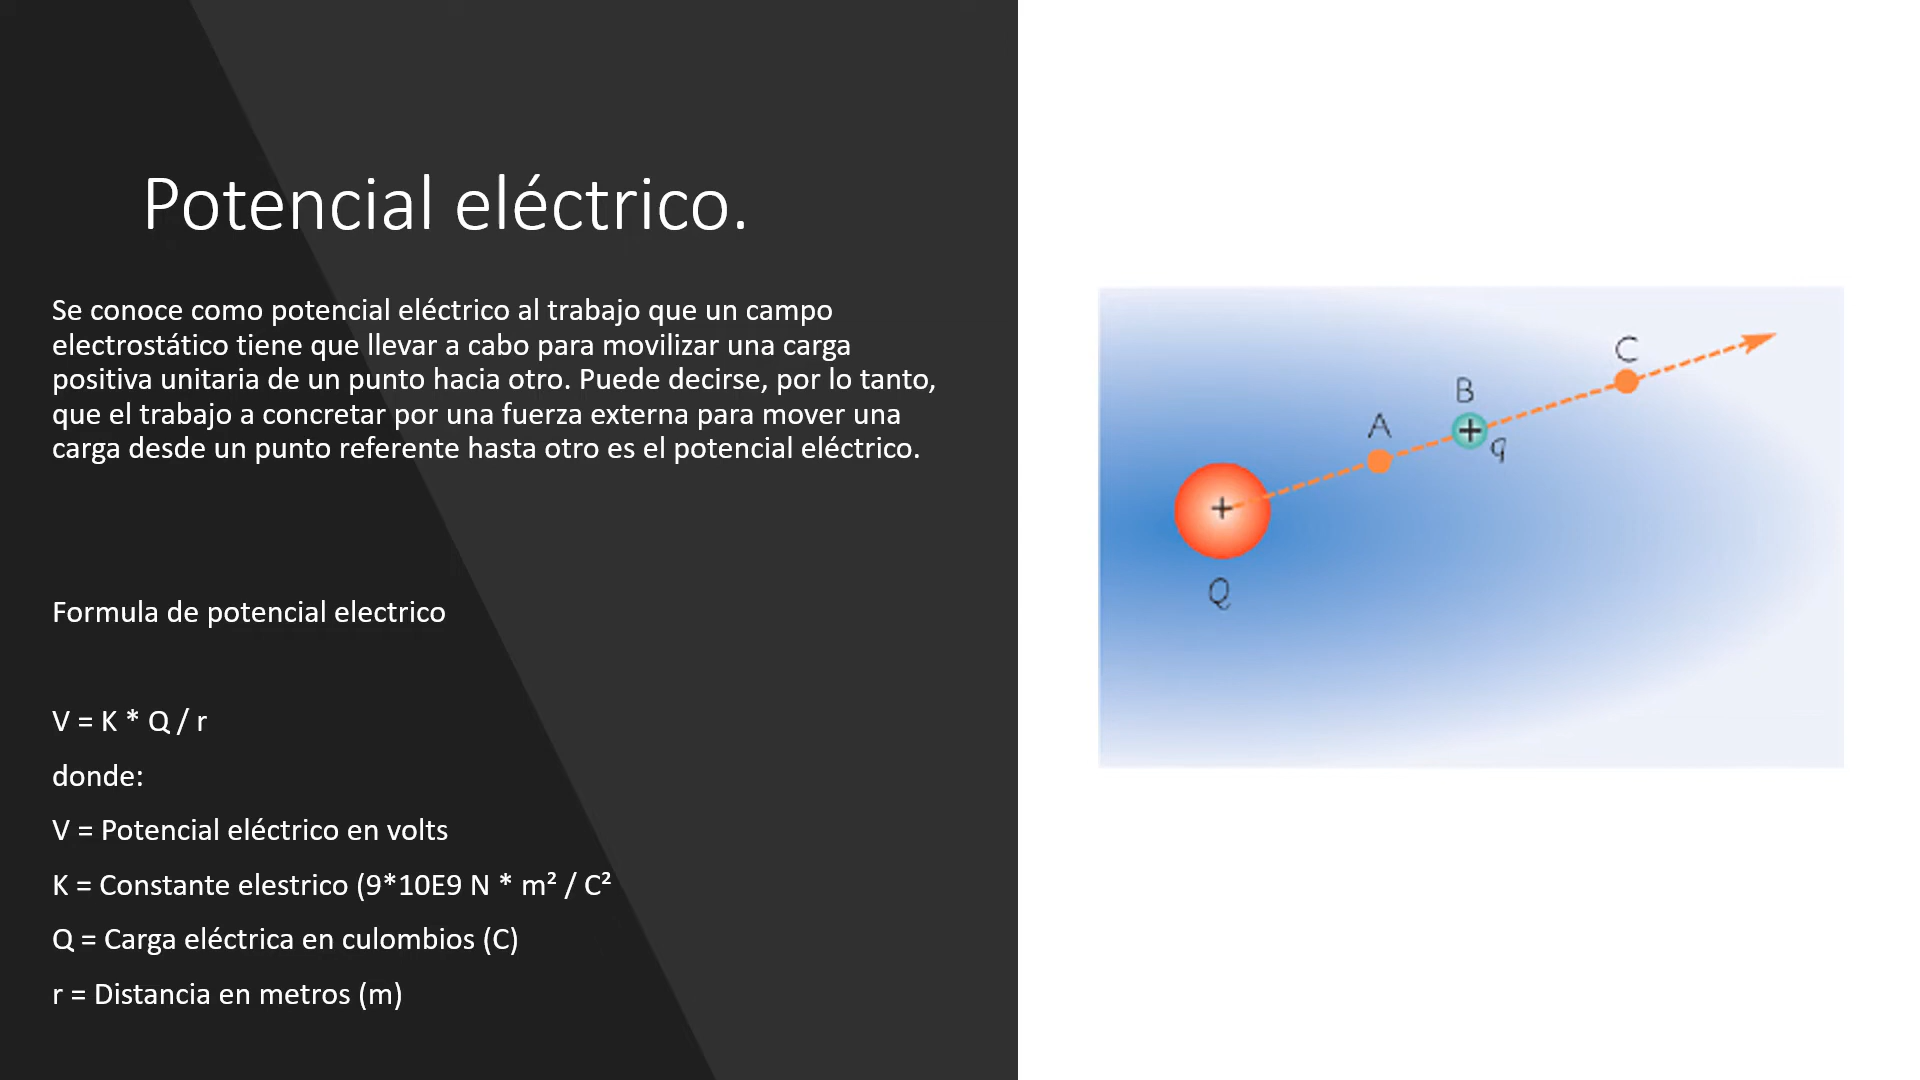 Potencial eléctrico.
Se conoce como potencial eléctrico al trabajo que un campo
electrostático tiene que llevar a cabo para movilizar una carga
positiva unitaria de un punto hacia otro. Puede decirse, por lo tanto,
que el trabajo a concretar por una fuerza externa para mover una
carga desde un punto referente hasta otro es el potencial eléctrico.
Formula de potencial electrico
V = K * Q / r
donde:
V = Potencial eléctrico en volts
K = Constante elestrico (9*10E9 N * m² / C²
Q = Carga eléctrica en culombios (C)
r = Distancia en metros (m)
C
B
A
+
q
+
Q